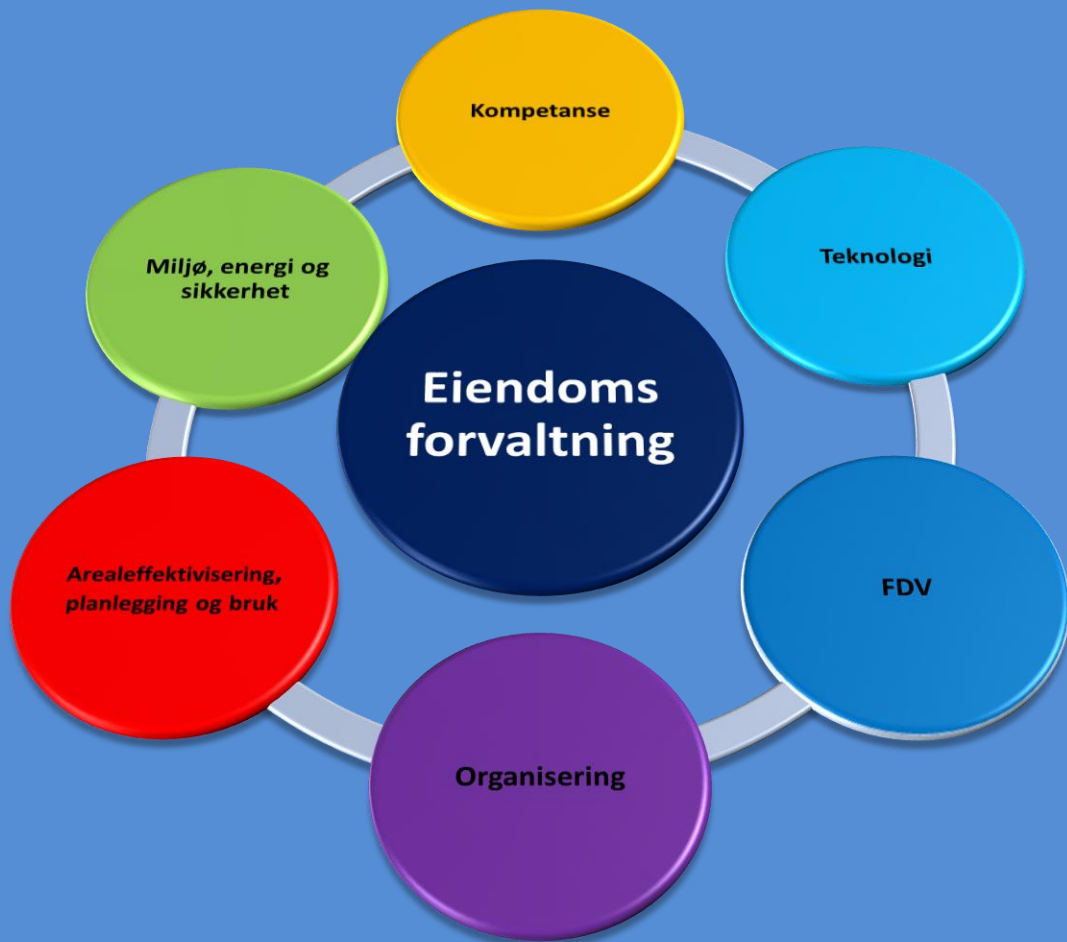 Kompetanse
Teknologi
Miljø, energi og
sikkerhet
Eiendoms
forvaltning
FDV
Arealeffektivisering,
planlegging og bruk
Organisering